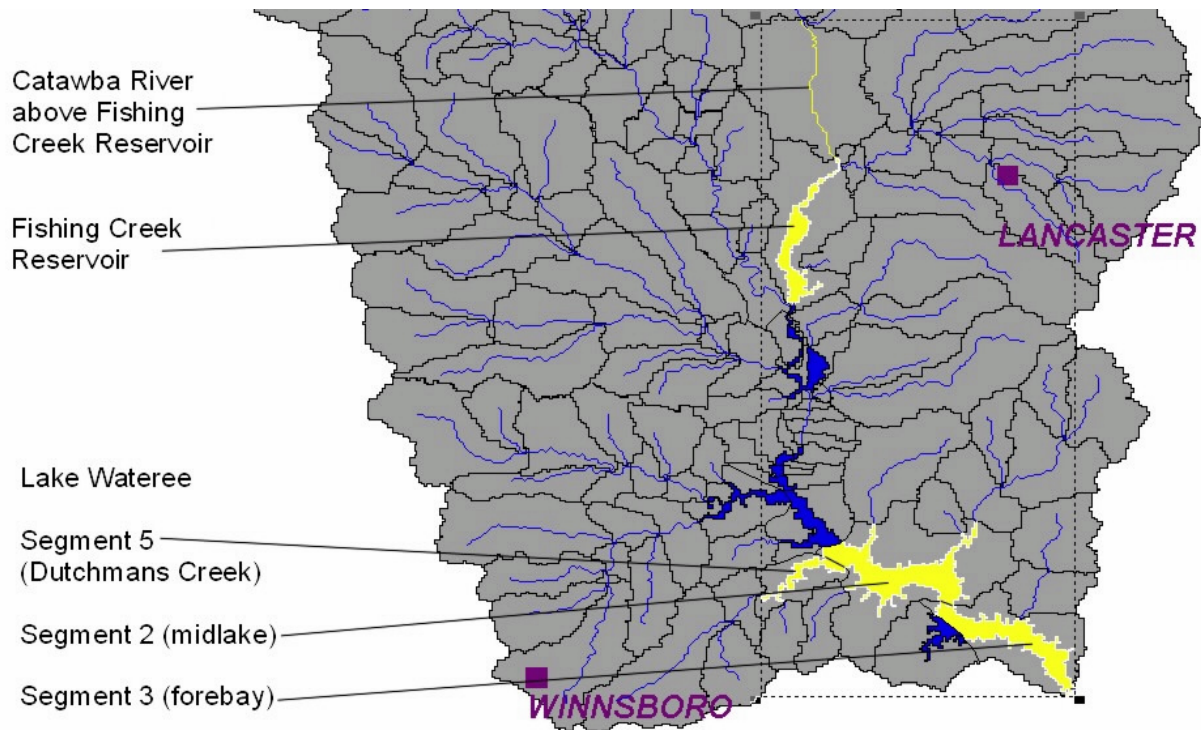 Catawba River
above Fishing
Creek Reservoir
LANCASTER
Fishing Creek
Reservoir
Lake Wateree
Segment 5
(Dutchmans Creek)
Segment 2 (midlake)
Segment 3 (forebay)
WINNSBORO